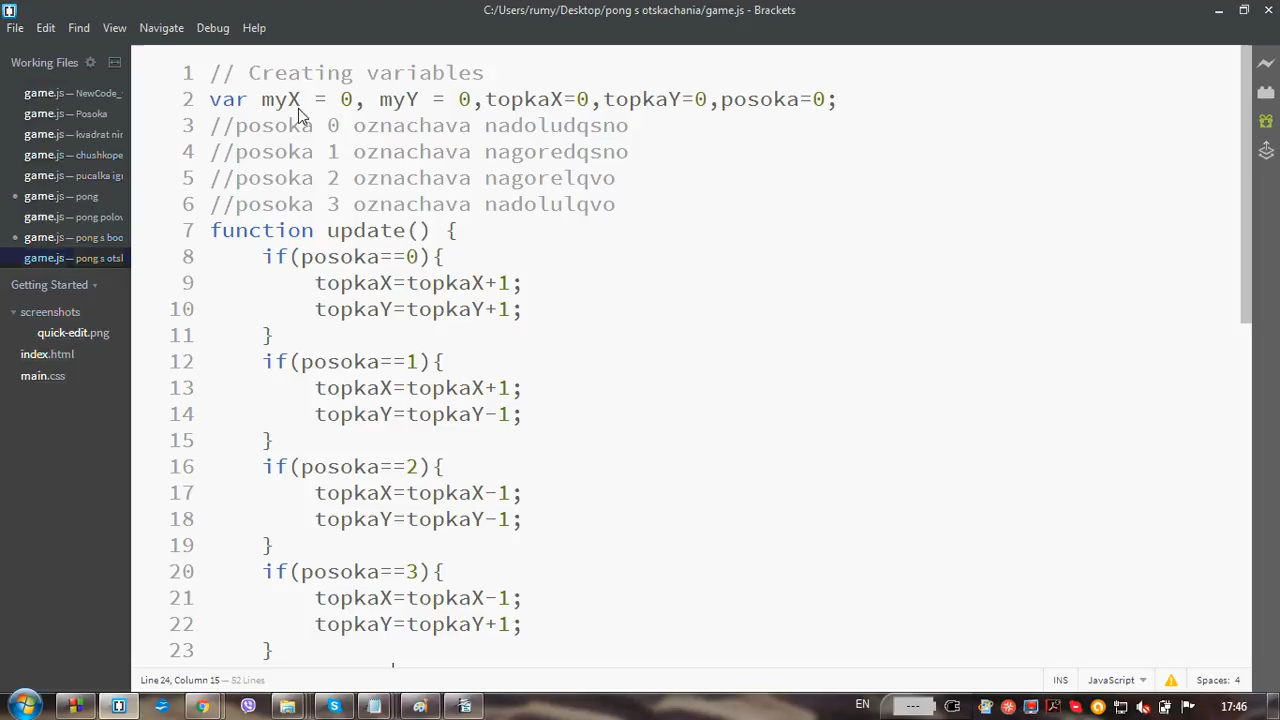 C:/Users/rumy/Desktop/pong s otskachania/game.js - Brackets
File Edit Find View Navigate Debug Help
Working Files
game.js — NewCode_
game.js — Posoka
game.js — kvadrat nir
game.js — chushkope
game.js — pucalka igr
game.js — pong
game.js — pong polov
game.js — pong s boo
game.js — pong s otsk
Getting Started
screenshots
quick-edit.png
index.html
main.css
1 // Creating variables
2 var myX = 0, myY = 0,topkaX=0,topkaY=0,posoka=0;
3 //posoka 0 oznachava nadoludqsno
4 //posoka 1 oznachava nagoredqsno
5 //posoka 2 oznachava nagorelqvo
6 //posoka 3 oznachava nadolulqvo
7 function update() {
8 if(posoka==0){
9 topkaX=topkaX+1;
10 topkaY=topkaY+1;
11 }
12 if(posoka==1){
13 topkaX=topkaX+1;
14 topkaY=topkaY-1;
15 }
16 if(posoka==2){
17 topkaX=topkaX-1;
18 topkaY=topkaY-1;
19 }
20 if(posoka==3){
21 topkaX=topkaX-1;
22 topkaY=topkaY+1;
23 }
Line 24, Column 15 — 52 Lines
INS JavaScript Spaces: 4
EN 17:46